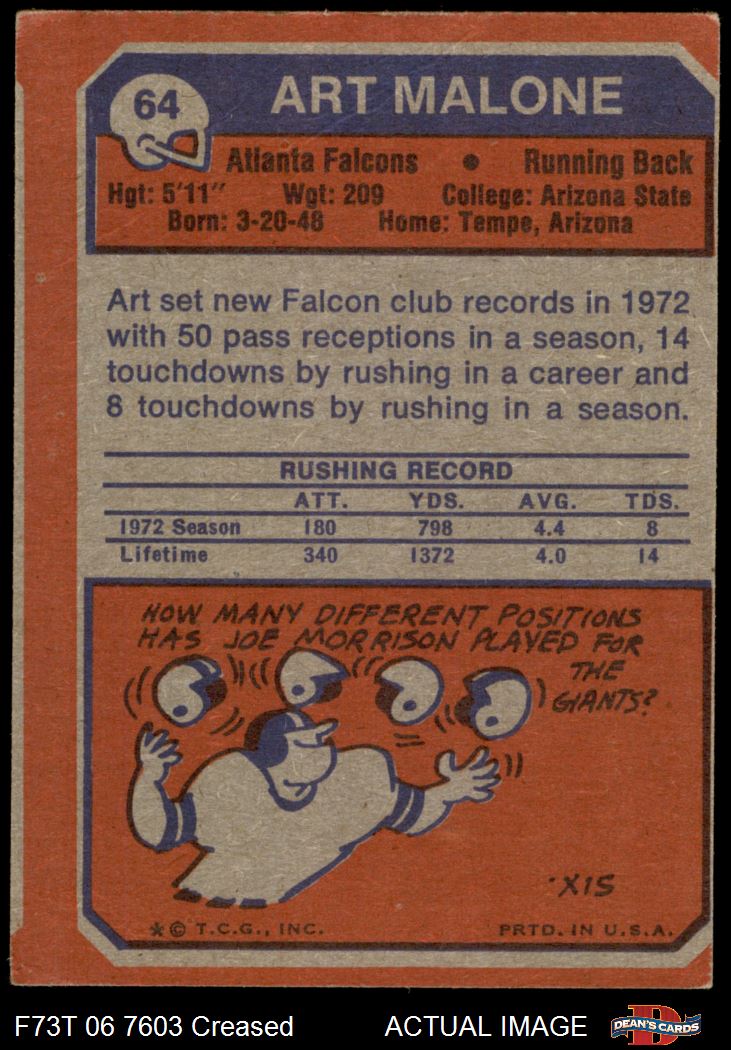 64
ART MALONE
Atlanta Falcons • Running Back
Hgt: 5'11" Wgt: 209 College: Arizona State
Born: 3-20-48 Home: Tempe, Arizona
Art set new Falcon club records in 1972
with 50 pass receptions in a season, 14
touchdowns by rushing in a career and
8 touchdowns by rushing in a season.
RUSHING RECORD
ATT. YDS. AVG. TDS.
1972 Season 180 798 4.4 8
Lifetime 340 1372 4.0 14
HOW MANY DIFFERENT POSITIONS
HAS JOE MORRISON PLAYED FOR
THE
GIANTS?
.XIS
*© T.C.G., INC. PRTD. IN U.S.A.
F73T 06 7603 Creased ACTUAL IMAGE
D
DEAN'S CARDS